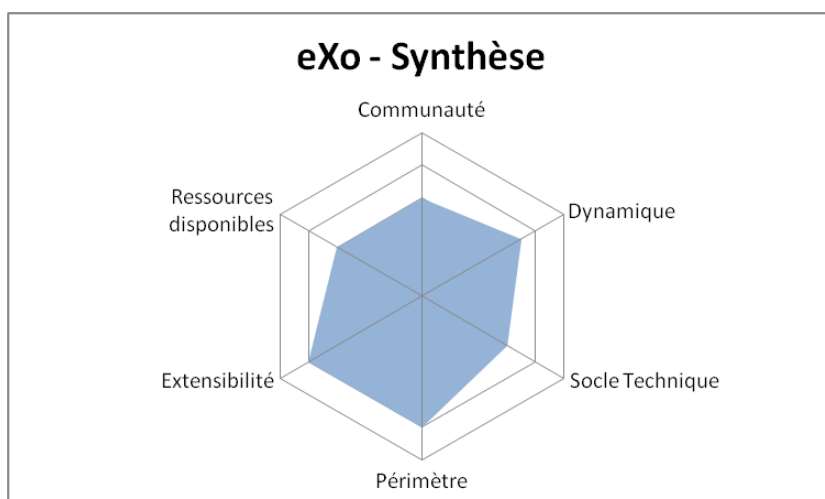 eXo - Synthèse
Communauté
Ressources
disponibles
Dynamique
Extensibilité
Socle Technique
Périmètre